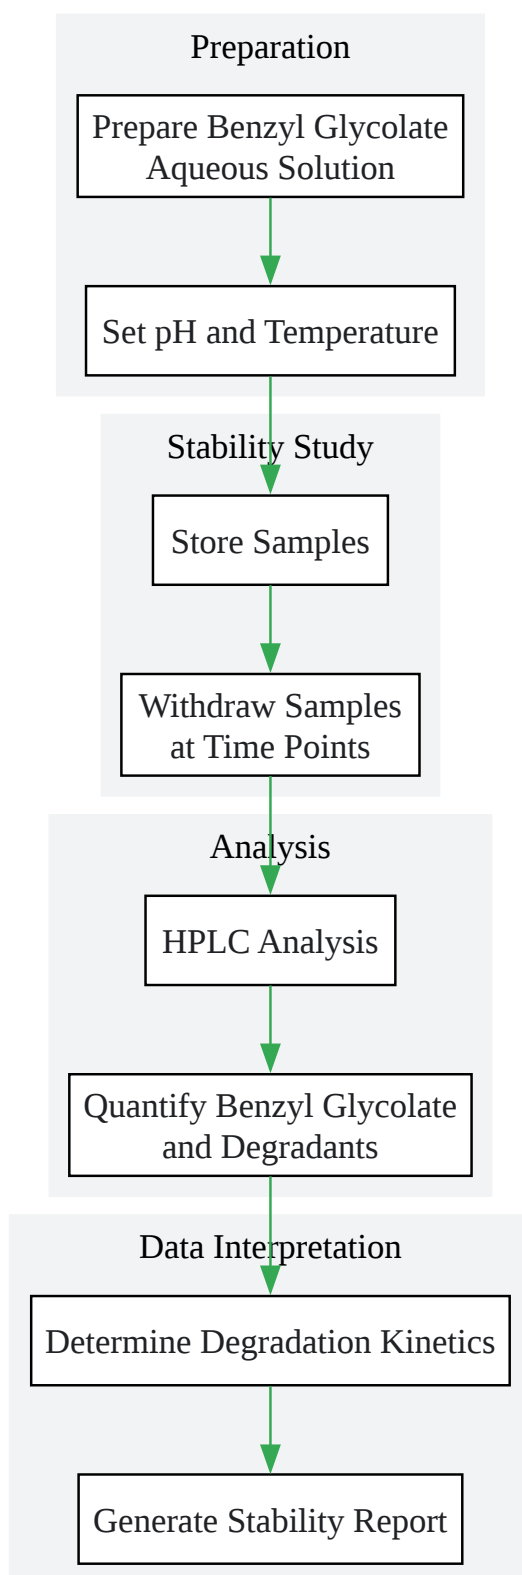 Preparation
Prepare Benzyl Glycolate
Aqueous Solution
Set pH and Temperature
Stability Study
Store Samples
Withdraw Samples
at Time Points
Analysis
HPLC Analysis
Quantify Benzyl Glycolate
and Degradants
Data Interpretation
Determine Degradation Kinetics
Generate Stability Report